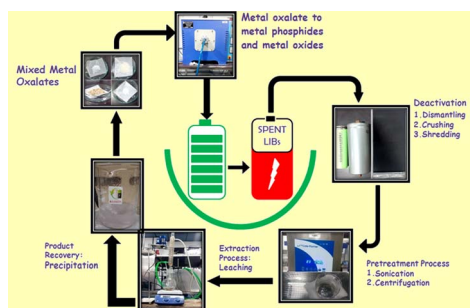 Metal oxalate to
metal phosphides
and metal oxides
Mixed Metal
Oxalates
SPENT
LIBs
Deactivation
1. Dismantling
2. Crushing
3. Shredding
Product
Recovery:
Precipitation
Extraction
Process:
Leaching
Pretreatment Process
1. Sonication
2. Centrifugation